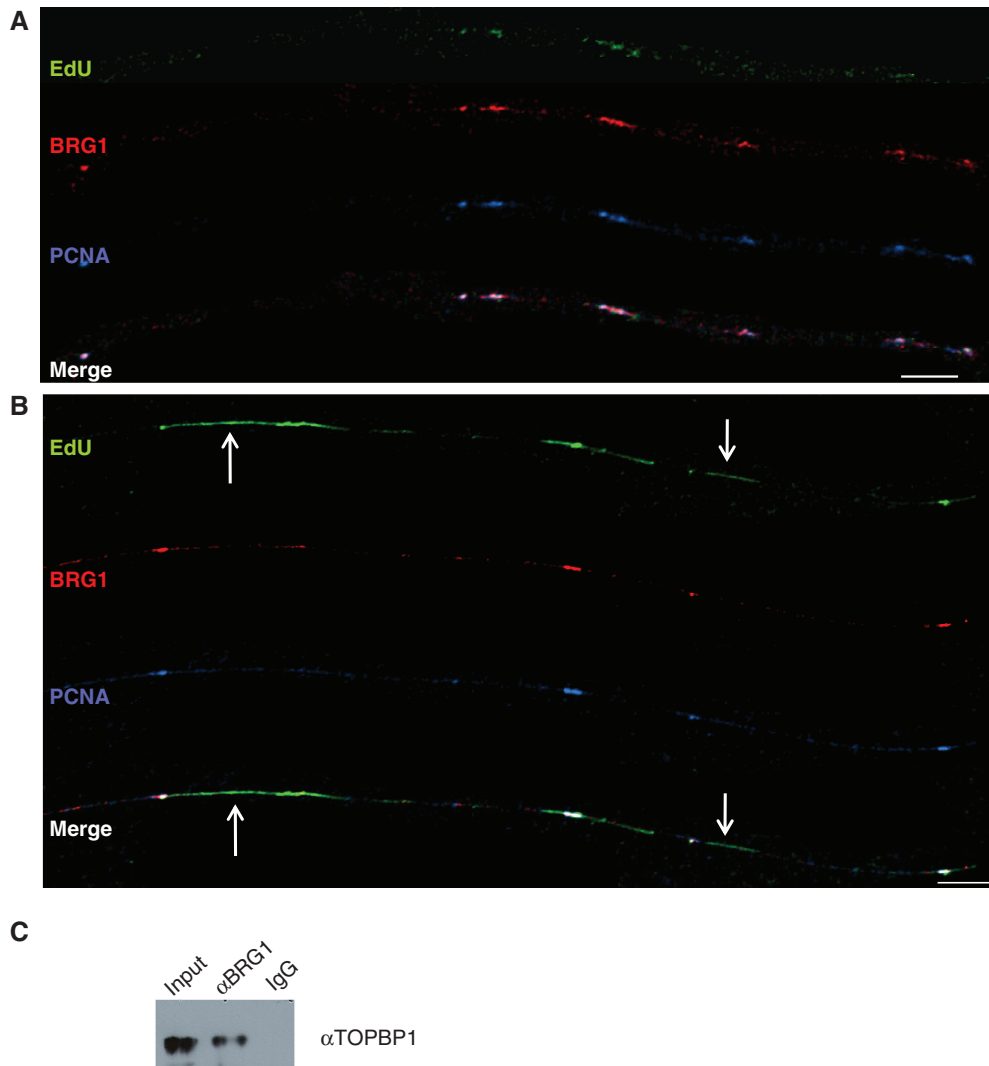 A
EdU
BRG1
PCNA
Merge
B
EdU
BRG1
PCNA
Merge
C
Input αBRG1 IgG
αTOPBP1